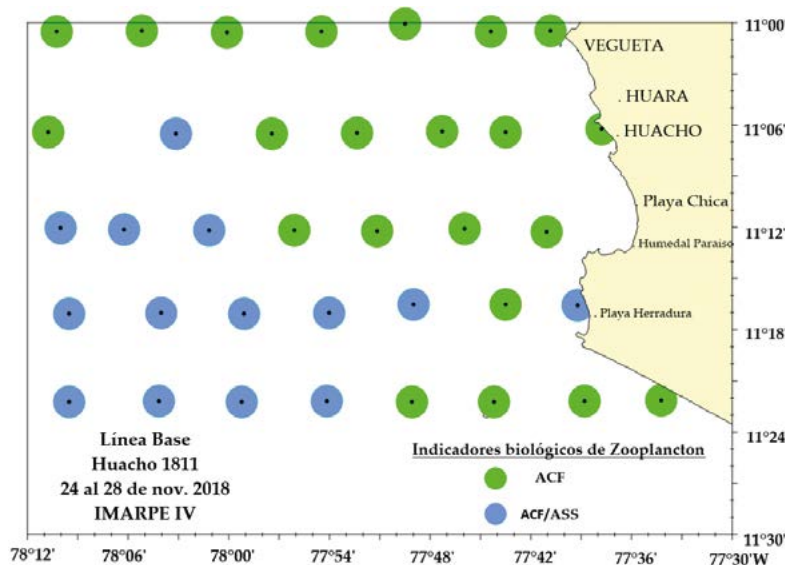 11°00'
VEGUETA
HUARA
11°06'
HUACHO
Playa Chica
11°12'
Humedal Paraiso
Playa Herradura
11°18'
Línea Base
Huacho 1811
24 al 28 de nov. 2018
IMARPE IV
Indicadores biológicos de Zooplancton
ACF
ACF/ASS
11°24'
11°30'
78°12' 78°06' 78°00' 77°54' 77°48' 77°42' 77°36' 77°30'W